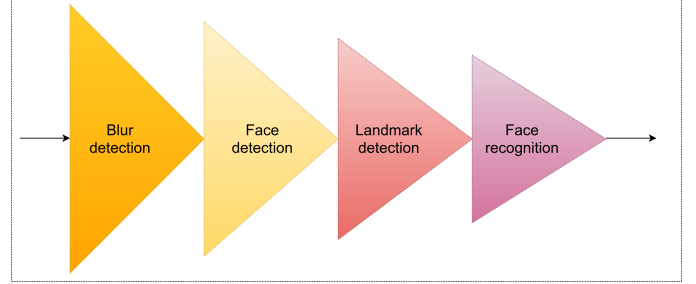 Blur
detection
Face
detection
Landmark
detection
Face
recognition